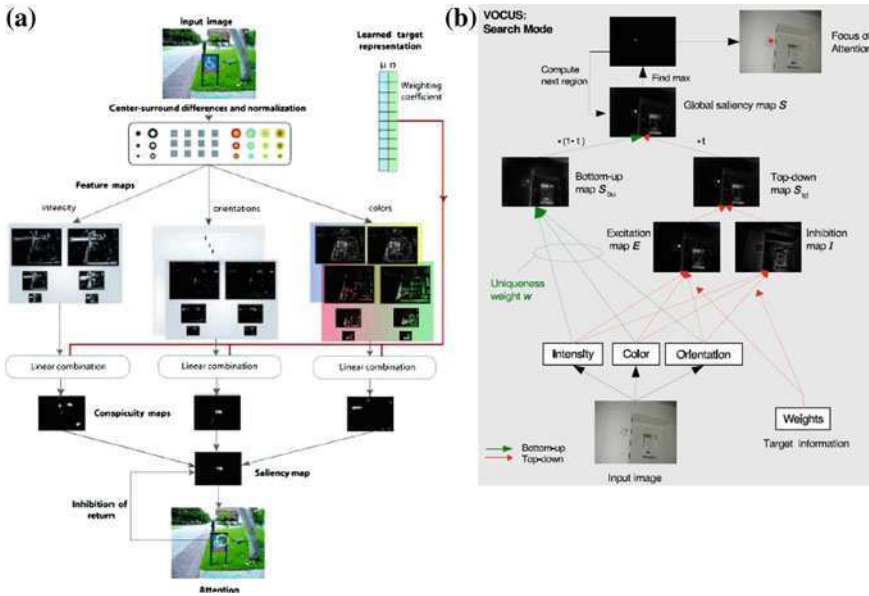 (a)
Input image
Learned target
representation
μ σ
Weighting
coefficient
Center-surround differences and normalization
Feature maps
intensity
orientations
colors
Linear combination
Linear combination
Linear combination
Conspicuity maps
Saliency map
Inhibition of
return
Attention
(b)
VOCUS:
Search Mode
Focus of
Attention
Compute
next region
Find max
Global saliency map S
• (1- t )
• t
Bottom-up
map S bu
Top-down
map S td
Excitation
map E
Inhibition
map I
Uniqueness
weight w
Intensity
Color
Orientation
Weights
Target information
Bottom-up
Top-down
Input image